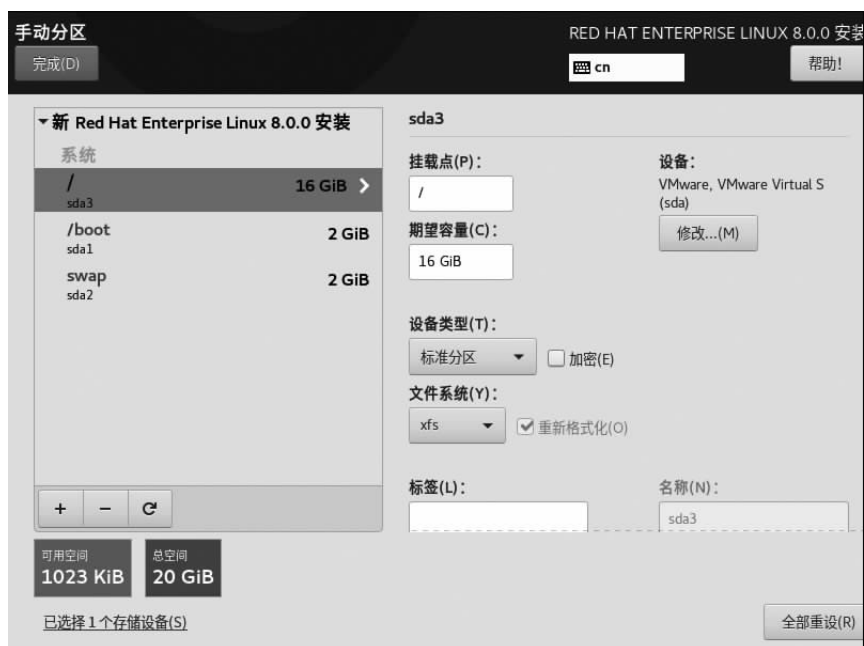 手动分区
RED HAT ENTERPRISE LINUX 8.0.0 安装
完成(D)
cn
帮助!
新 Red Hat Enterprise Linux 8.0.0 安装
系统
/
16 GiB
sda3
/boot
2 GiB
sda1
swap
2 GiB
sda2
+ −
可用空间
1023 KiB
总空间
20 GiB
已选择 1 个存储设备(S)
sda3
挂载点(P)：
/
期望容量(C)：
16 GiB
设备：
VMware, VMware Virtual S
(sda)
修改...(M)
设备类型(T)：
标准分区
加密(E)
文件系统(Y)：
xfs
重新格式化(O)
标签(L)：
名称(N)：
sda3
全部重设(R)